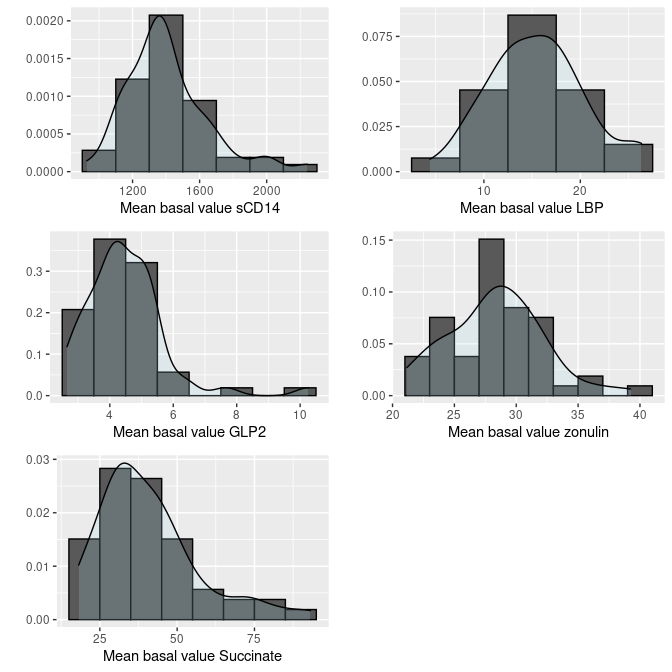 0.0020
0.0015
0.0010
0.0005
0.0000
1200 1600 2000
Mean basal value sCD14
0.075
0.050
0.025
0.000
10 20
Mean basal value LBP
0.3
0.2
0.1
0.0
4 6 8 10
Mean basal value GLP2
0.15
0.10
0.05
0.00
20 25 30 35 40
Mean basal value zonulin
0.03
0.02
0.01
0.00
25 50 75
Mean basal value Succinate